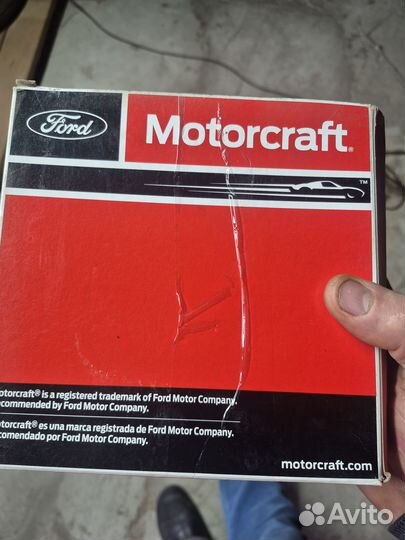 Ford
Motorcraft®
™
otorcraft® is a registered trademark of Ford Motor Company.
ecommended by Ford Motor Company.
otorcraft® es una marca registrada de Ford Motor Company.
comendado por Ford Motor Company.
motorcraft.com
Avito